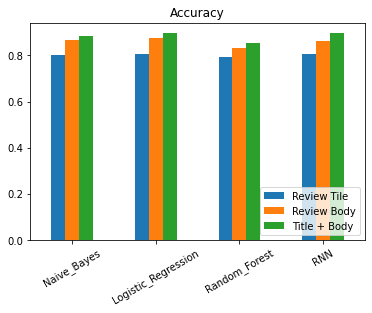 Accuracy
0.8
0.6
0.4
0.2
0.0
Review Tile
Review Body
Title + Body
Naive_Bayes
Logistic_Regression
Random_Forest
RNN